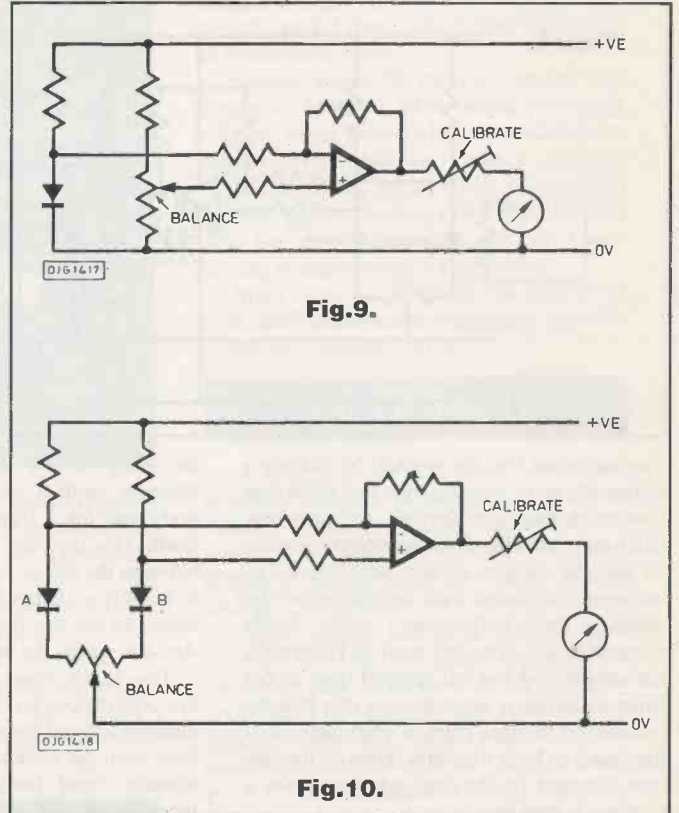 +VE
CALIBRATE
-
+
BALANCE
0V
DJG1417
Fig.9.
+VE
CALIBRATE
-
+
A
B
BALANCE
0V
DJG1418
Fig.10.